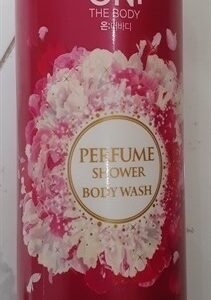 ON:
THE BODY
온:더바디
PERFUME
SHOWER
BODY WASH